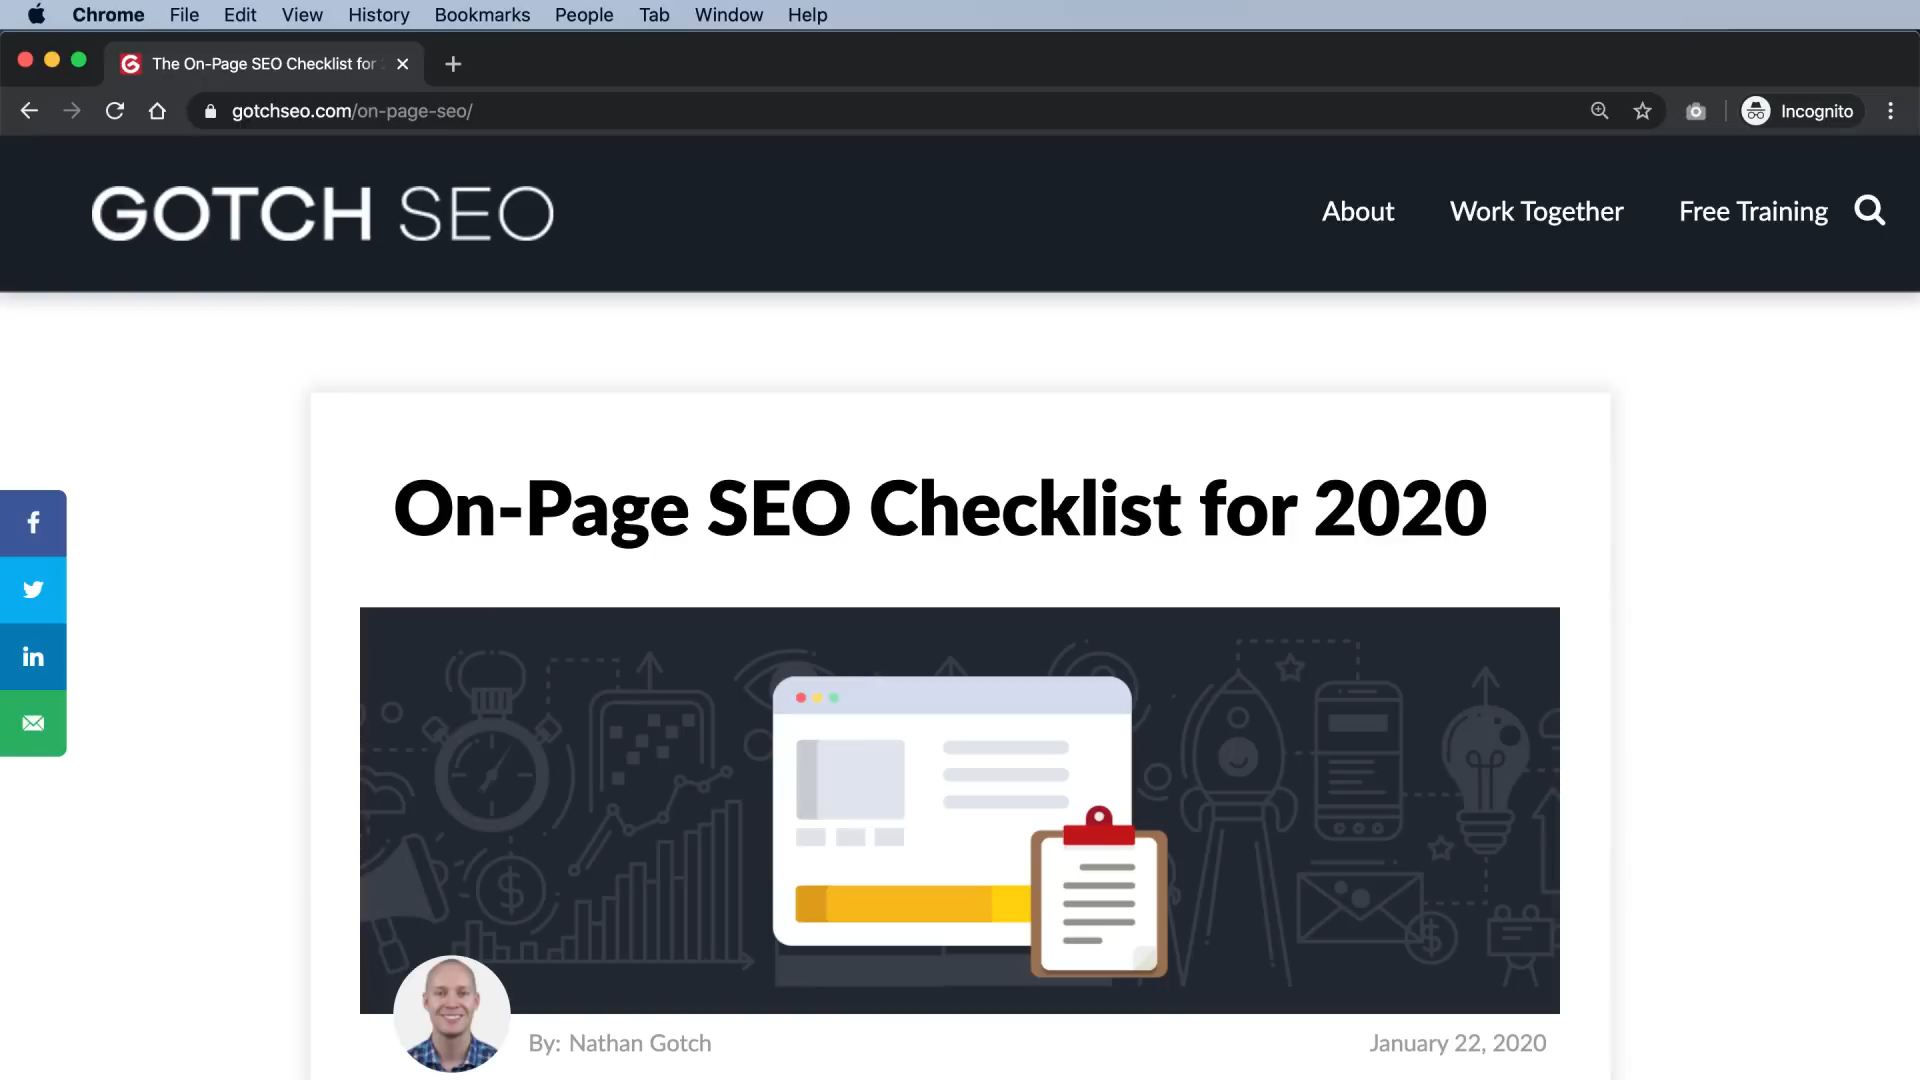 Chrome File Edit View History Bookmarks People Tab Window Help
The On-Page SEO Checklist for
gotchseo.com/on-page-seo/
Incognito
GOTCH SEO
About Work Together Free Training
On-Page SEO Checklist for 2020
By: Nathan Gotch
January 22, 2020